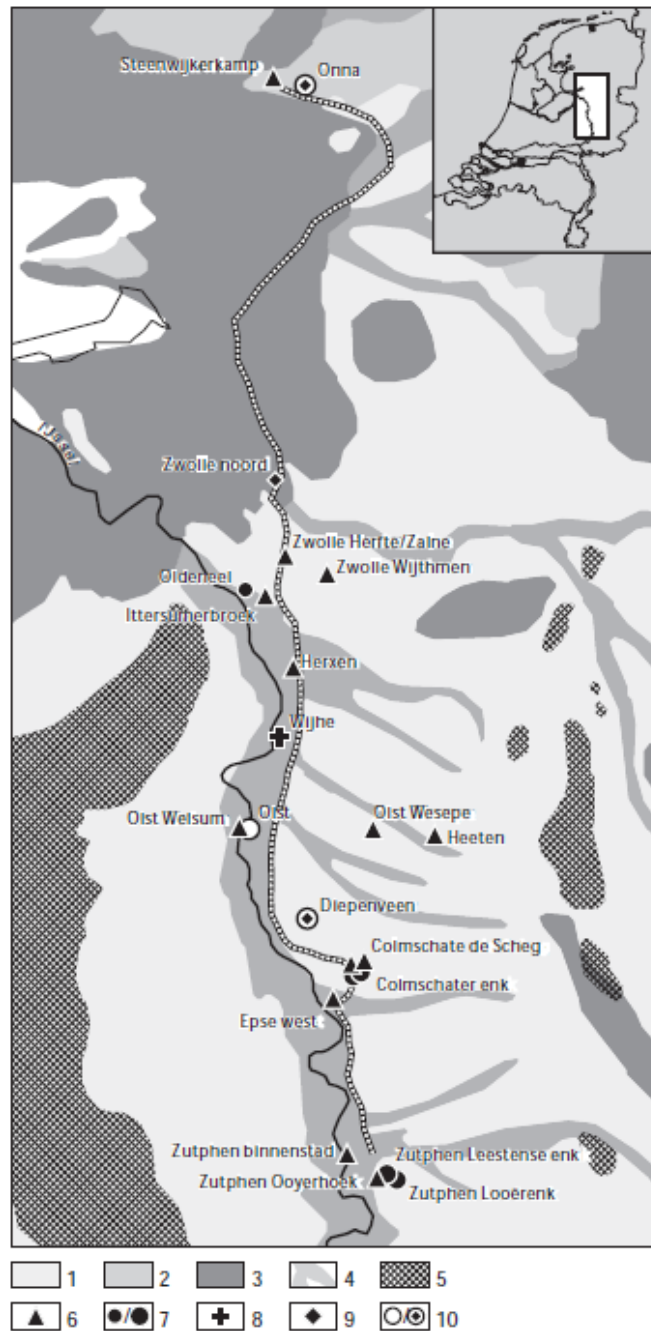 Steenwijkerkamp
Onna
IJssel
Zwolle noord
Zwolle Herfte/Zalne
Zwolle Wijthmen
Oldeneel
Ittersumerbroek
Herxen
Wijhe
Olst Welsum
Olst
Olst Wesepe
Heeten
Diepenveen
Colmschate de Scheg
Colmschater enk
Epse west
Zutphen binnenstad
Zutphen Leestense enk
Zutphen Ooyerhoek
Zutphen Looërenk
1 2 3 4 5
6 7 8 9 10